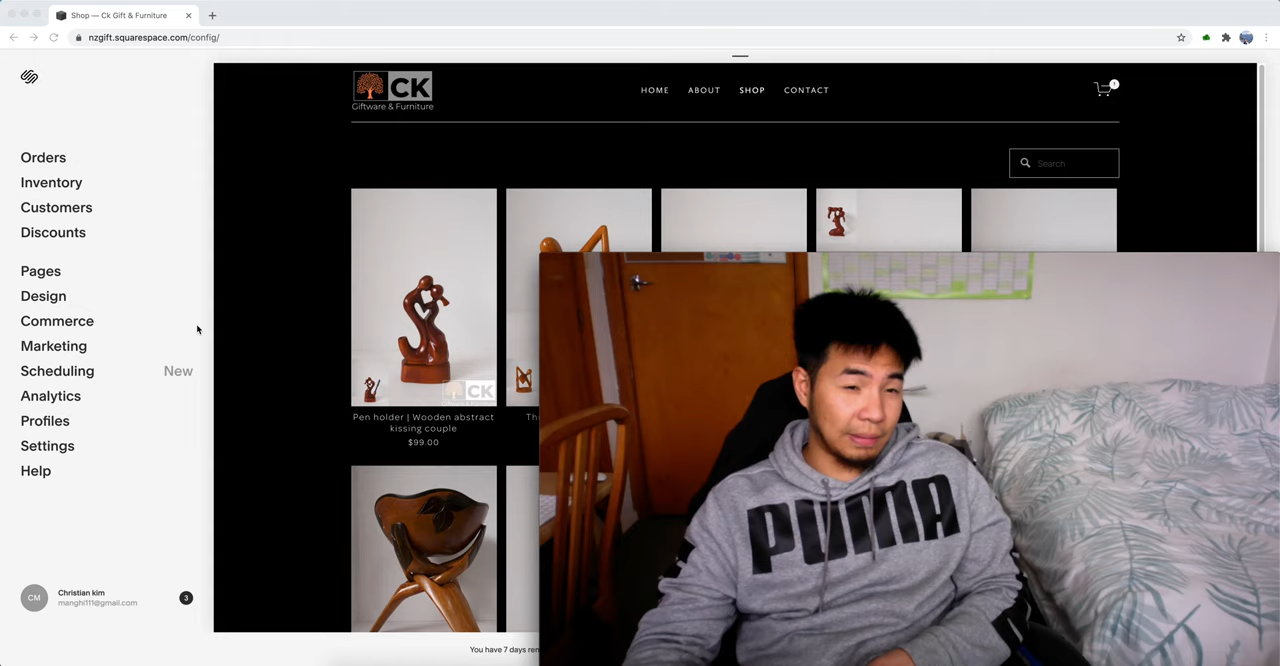 Shop — Ck Gift & Furniture
nzgift.squarespace.com/config/
Orders
Inventory
Customers
Discounts
Pages
Design
Commerce
Marketing
Scheduling New
Analytics
Profiles
Settings
Help
CM
Christian kim
manghi111@gmail.com
3
CK
Giftware & Furniture
HOME ABOUT SHOP CONTACT
1
Search
CK
Pen holder | Wooden abstract
kissing couple
$99.00
You have 7 days
PUMA